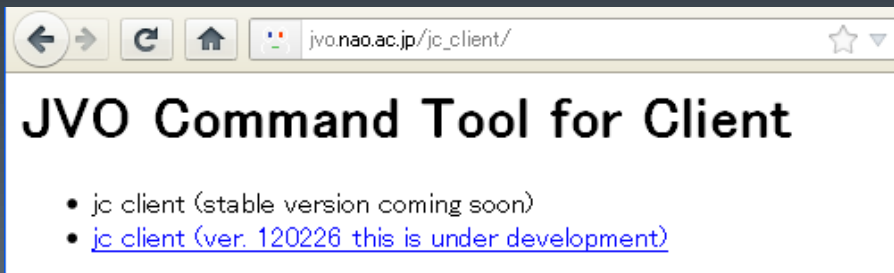 jvo.nao.ac.jp/jc_client/
JVO Command Tool for Client
jc client (stable version coming soon)
jc client (ver. 120226 this is under development)